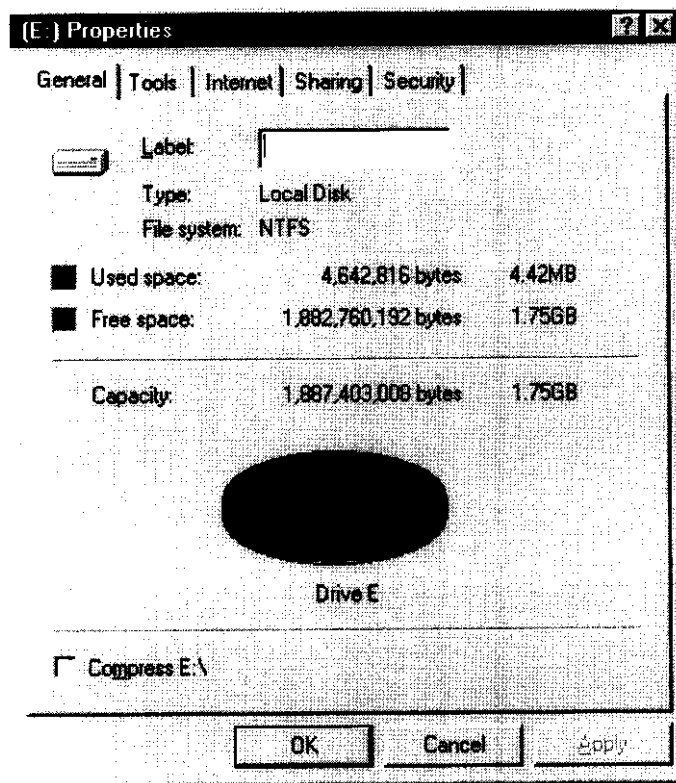 (E:) Properties ? X
General Tools Internet Sharing Security
Label:
Type: Local Disk
File system: NTFS
Used space: 4,642,816 bytes 4.42MB
Free space: 1,882,760,192 bytes 1.75GB
Capacity: 1,887,403,008 bytes 1.75GB
Drive E
Compress E:\
OK Cancel Apply